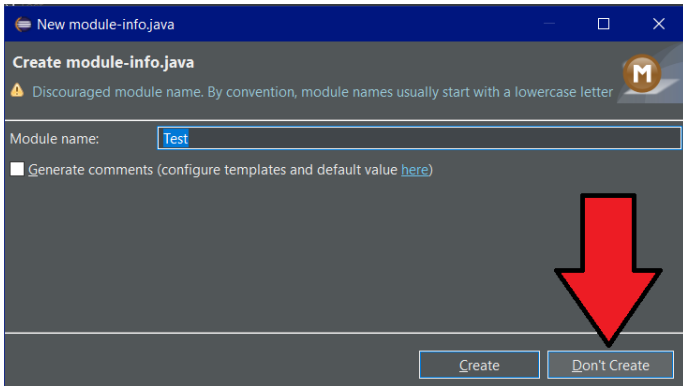 New module-info.java
Create module-info.java
Discouraged module name. By convention, module names usually start with a lowercase letter
M
Module name: Test
Generate comments (configure templates and default value here)
Create Don't Create